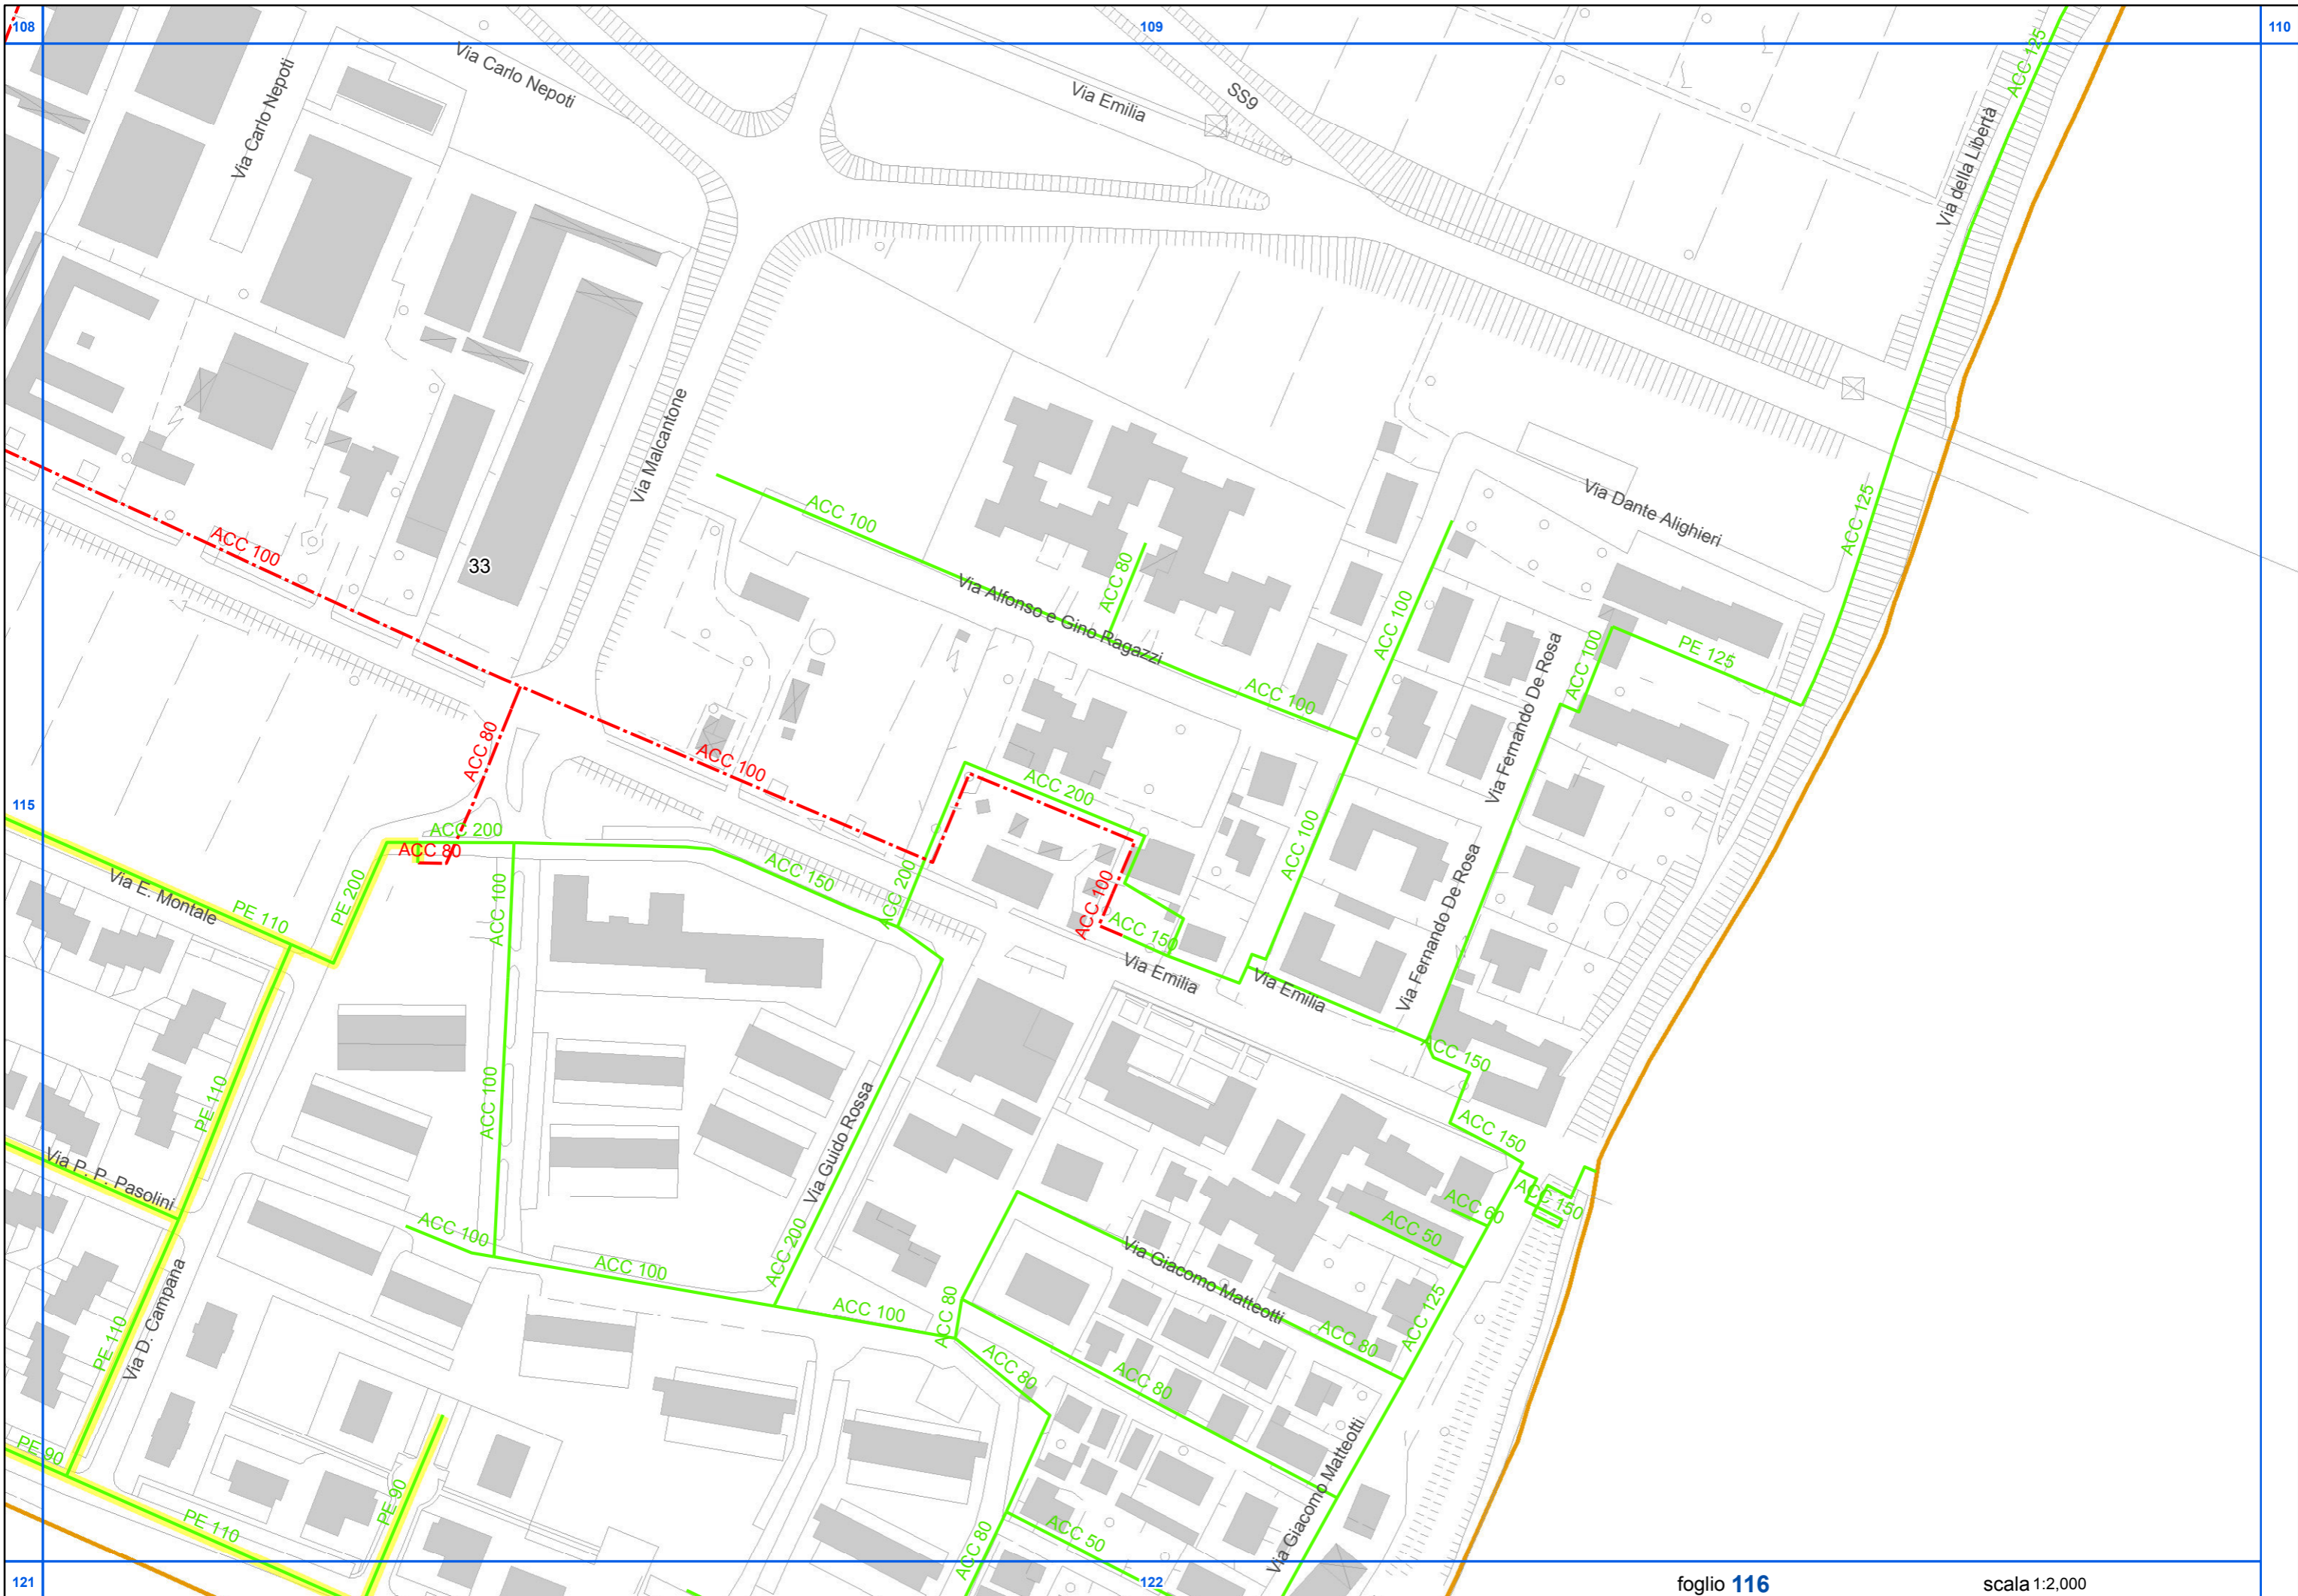 108
109
110
Via Carlo Nepoti
Via Carlo Nepoti
Via Emilia
SS9
ACC 125
Via della Libertà
Via Malcantone
ACC 100
33
ACC 100
Via Dante Alighieri
ACC 125
ACC 80
Via Alfonso e Gino Ragazzi
ACC 100
ACC 100
ACC 100
PE 125
Via Fernando De Rosa
ACC 100
ACC 80
ACC 100
ACC 200
115
ACC 200
ACC 80
ACC 150
ACC 200
ACC 100
ACC 100
Via E. Montale
PE 110
PE 200
ACC 100
ACC 150
Via Emilia
Via Emilia
Via Fernando De Rosa
ACC 150
PE 110
ACC 100
Via Guido Rossa
ACC 150
Via P. P. Pasolini
ACC 150
ACC 60
ACC 50
ACC 100
ACC 100
ACC 200
Via Giacomo Matteotti
Via D. Campana
PE 110
ACC 100
ACC 80
ACC 125
ACC 80
ACC 80
ACC 80
Via Giacomo Matteotti
PE 90
PE 90
PE 110
ACC 80
ACC 50
121
122
foglio 116
scala 1:2,000